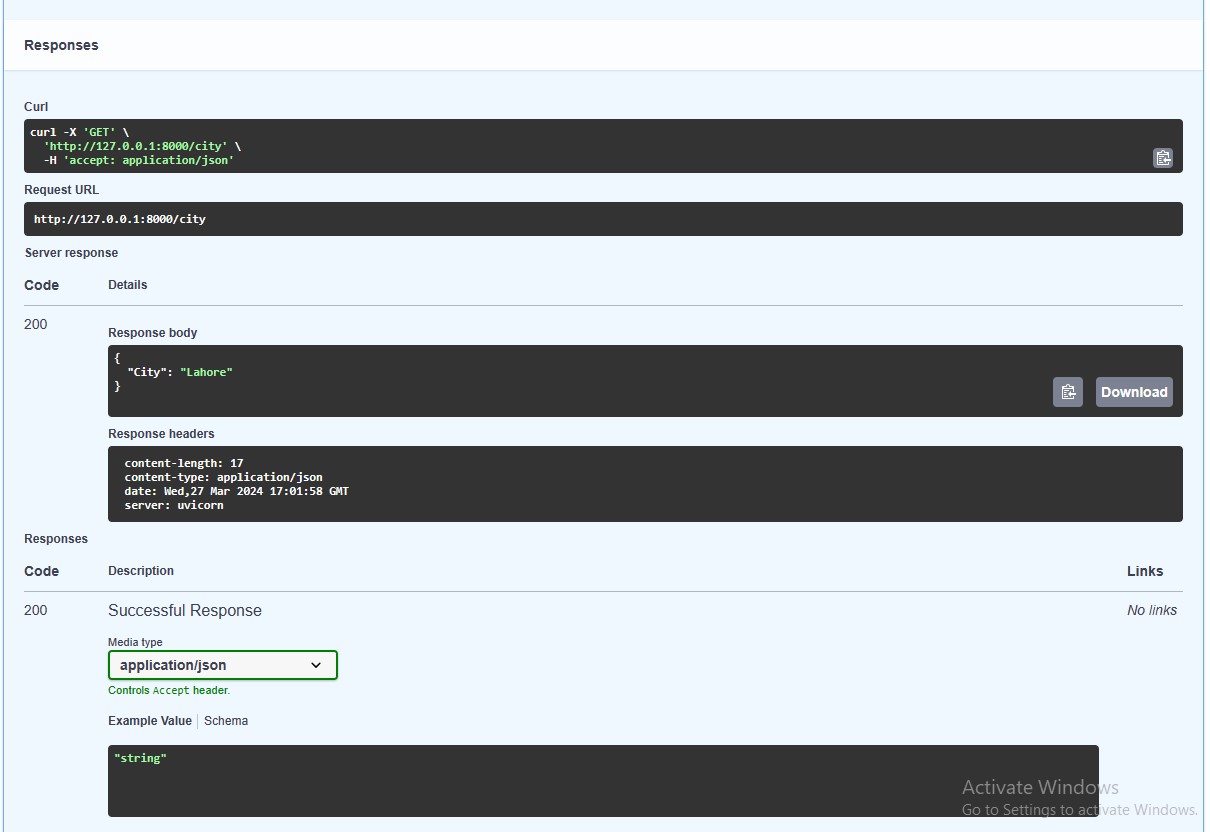 Responses
Curl
curl -X 'GET' \
'http://127.0.0.1:8000/city' \
-H 'accept: application/json'
Request URL
http://127.0.0.1:8000/city
Server response
Code Details
200
Response body
{
"City": "Lahore"
}
Download
Response headers
content-length: 17
content-type: application/json
date: Wed,27 Mar 2024 17:01:58 GMT
server: uvicorn
Responses
Code Description Links
200 Successful Response No links
Media type
application/json
Controls Accept header.
Example Value Schema
"string"
Activate Windows
Go to Settings to activate Windows.